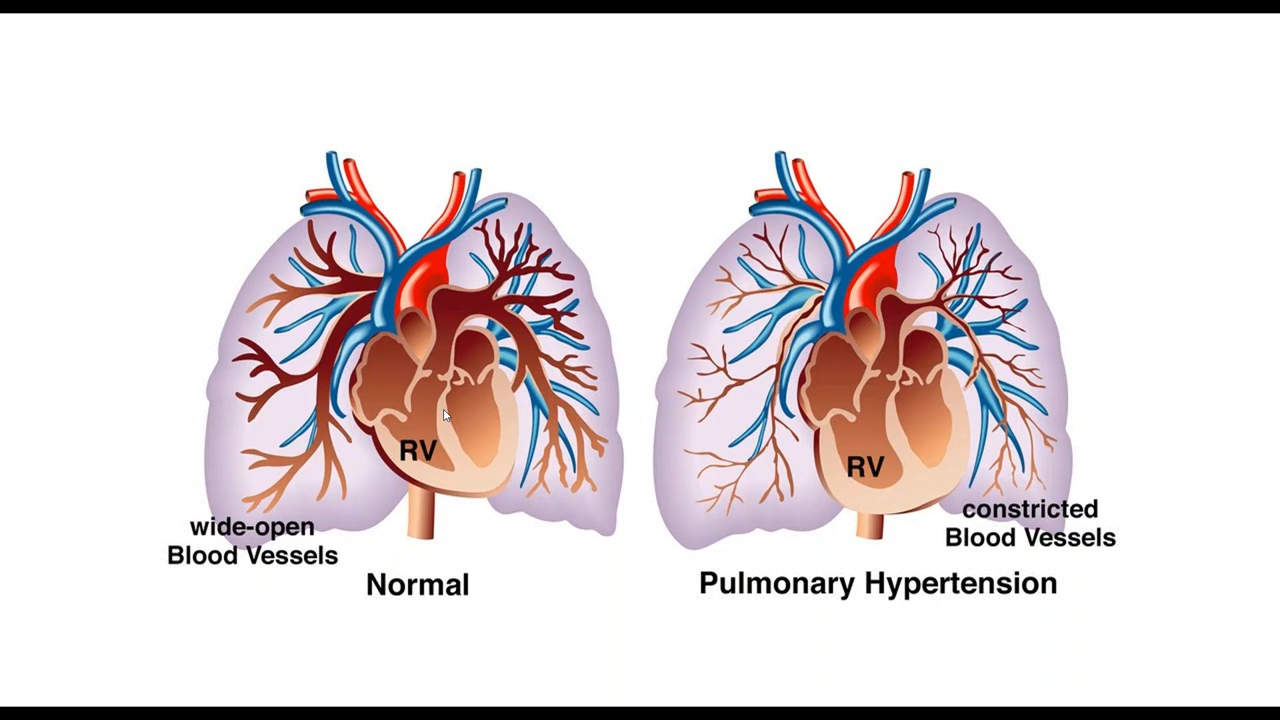 RV
wide-open
Blood Vessels
Normal
RV
constricted
Blood Vessels
Pulmonary Hypertension